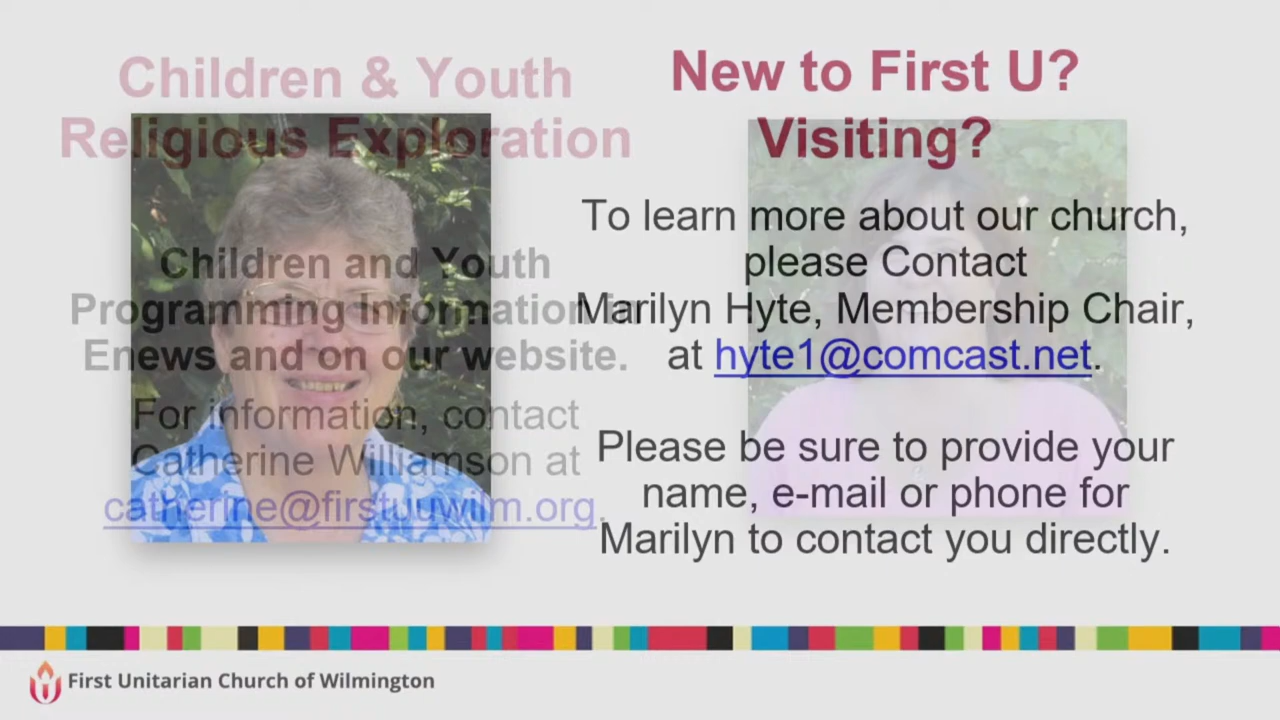 Children & Youth
Religious Exploration
Children and Youth
Programming Information in
Enews and on our website.
For information, contact
Catherine Williamson at
catherine@firstuuwilm.org.
New to First U?
Visiting?
To learn more about our church,
please Contact
Marilyn Hyte, Membership Chair,
at hyte1@comcast.net.
Please be sure to provide your
name, e-mail or phone for
Marilyn to contact you directly.
First Unitarian Church of Wilmington